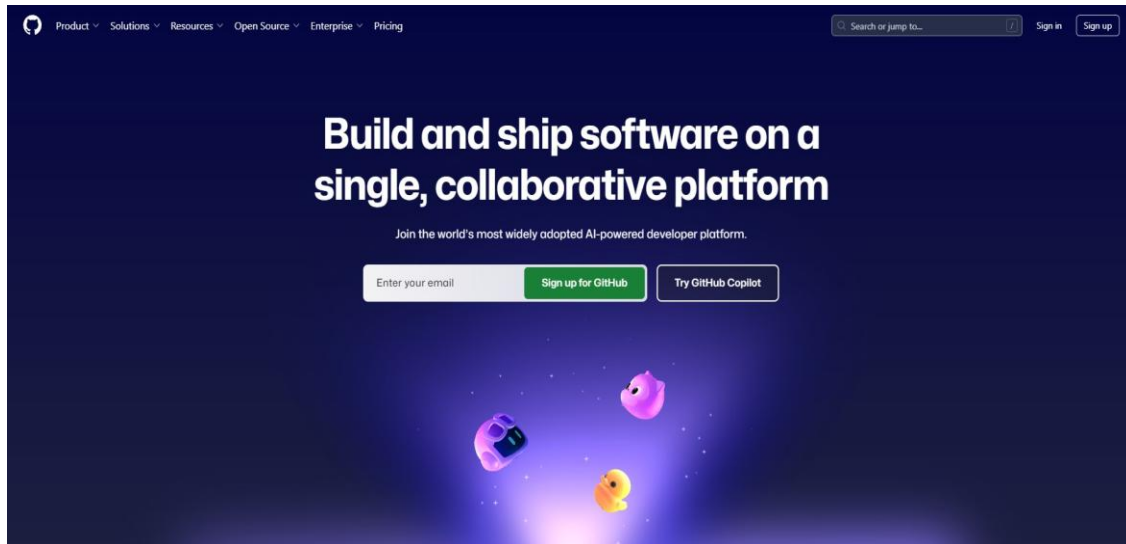 Product Solutions Resources Open Source Enterprise Pricing Search or jump to... / Sign in Sign up
Build and ship software on a
single, collaborative platform
Join the world's most widely adopted AI-powered developer platform.
Enter your email Sign up for GitHub Try GitHub Copilot